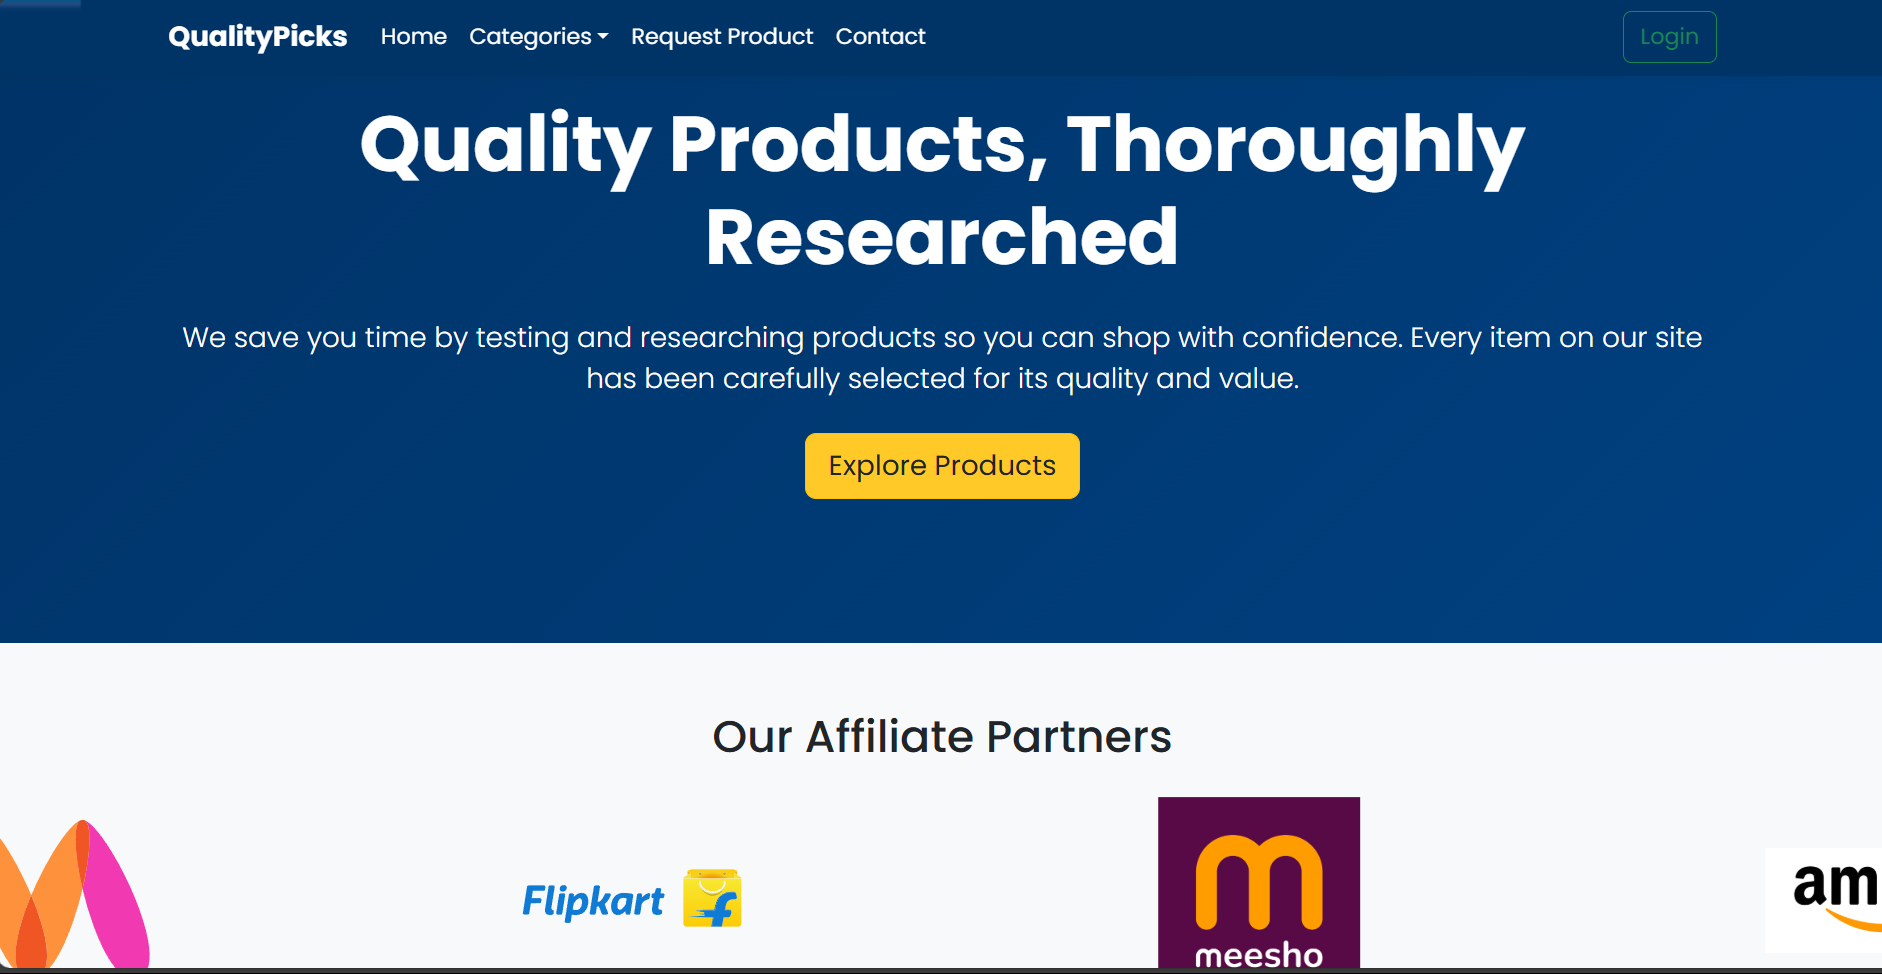 QualityPicks Home Categories Request Product Contact Login
Quality Products, Thoroughly
Researched
We save you time by testing and researching products so you can shop with confidence. Every item on our site
has been carefully selected for its quality and value.
Explore Products
Our Affiliate Partners
Flipkart
meesho
am